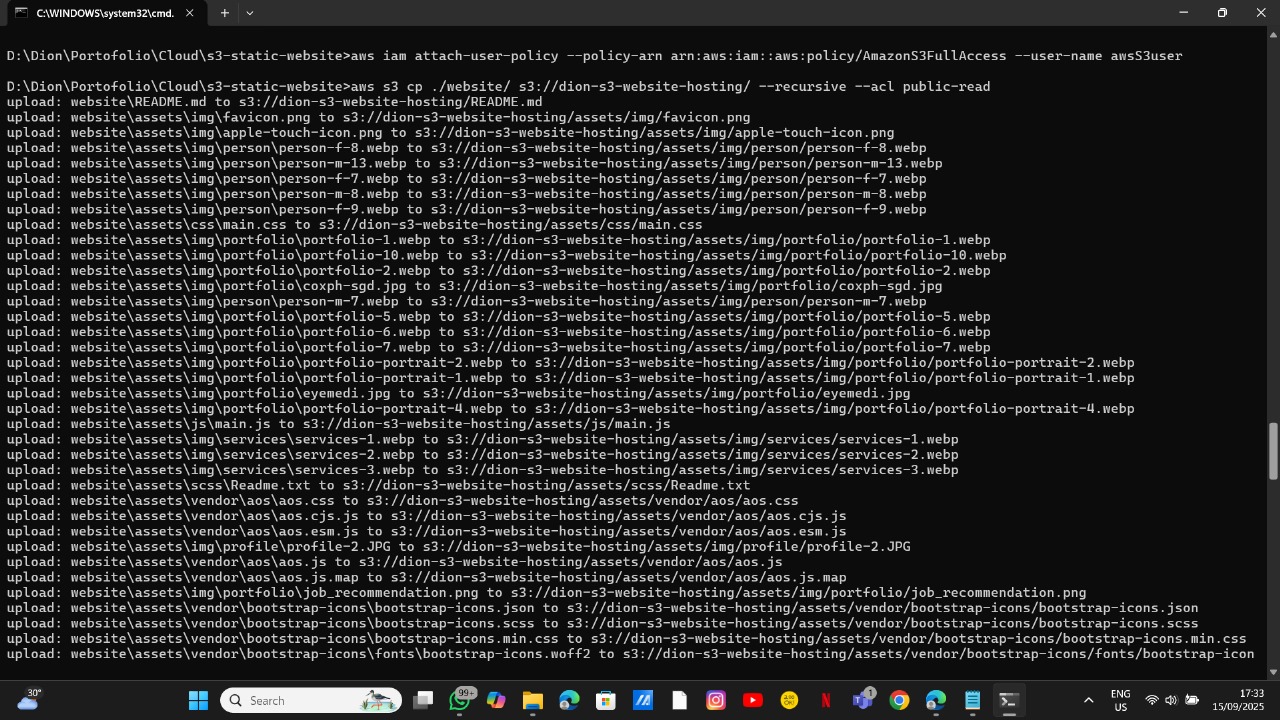 C:\WINDOWS\system32\cmd.
D:\Dion\Portofolio\Cloud\s3-static-website>aws iam attach-user-policy --policy-arn arn:aws:iam::aws:policy/AmazonS3FullAccess --user-name awsS3user
D:\Dion\Portofolio\Cloud\s3-static-website>aws s3 cp ./website/ s3://dion-s3-website-hosting/ --recursive --acl public-read
upload: website\README.md to s3://dion-s3-website-hosting/README.md
upload: website\assets\img\favicon.png to s3://dion-s3-website-hosting/assets/img/favicon.png
upload: website\assets\img\apple-touch-icon.png to s3://dion-s3-website-hosting/assets/img/apple-touch-icon.png
upload: website\assets\img\person\person-f-8.webp to s3://dion-s3-website-hosting/assets/img/person/person-f-8.webp
upload: website\assets\img\person\person-m-13.webp to s3://dion-s3-website-hosting/assets/img/person/person-m-13.webp
upload: website\assets\img\person\person-f-7.webp to s3://dion-s3-website-hosting/assets/img/person/person-f-7.webp
upload: website\assets\img\person\person-m-8.webp to s3://dion-s3-website-hosting/assets/img/person/person-m-8.webp
upload: website\assets\img\person\person-f-9.webp to s3://dion-s3-website-hosting/assets/img/person/person-f-9.webp
upload: website\assets\css\main.css to s3://dion-s3-website-hosting/assets/css/main.css
upload: website\assets\img\portfolio\portfolio-1.webp to s3://dion-s3-website-hosting/assets/img/portfolio/portfolio-1.webp
upload: website\assets\img\portfolio\portfolio-10.webp to s3://dion-s3-website-hosting/assets/img/portfolio/portfolio-10.webp
upload: website\assets\img\portfolio\portfolio-2.webp to s3://dion-s3-website-hosting/assets/img/portfolio/portfolio-2.webp
upload: website\assets\img\portfolio\coxph-sgd.jpg to s3://dion-s3-website-hosting/assets/img/portfolio/coxph-sgd.jpg
upload: website\assets\img\person\person-m-7.webp to s3://dion-s3-website-hosting/assets/img/person/person-m-7.webp
upload: website\assets\img\portfolio\portfolio-5.webp to s3://dion-s3-website-hosting/assets/img/portfolio/portfolio-5.webp
upload: website\assets\img\portfolio\portfolio-6.webp to s3://dion-s3-website-hosting/assets/img/portfolio/portfolio-6.webp
upload: website\assets\img\portfolio\portfolio-7.webp to s3://dion-s3-website-hosting/assets/img/portfolio/portfolio-7.webp
upload: website\assets\img\portfolio\portfolio-portrait-2.webp to s3://dion-s3-website-hosting/assets/img/portfolio/portfolio-portrait-2.webp
upload: website\assets\img\portfolio\portfolio-portrait-1.webp to s3://dion-s3-website-hosting/assets/img/portfolio/portfolio-portrait-1.webp
upload: website\assets\img\portfolio\eyemedi.jpg to s3://dion-s3-website-hosting/assets/img/portfolio/eyemedi.jpg
upload: website\assets\img\portfolio\portfolio-portrait-4.webp to s3://dion-s3-website-hosting/assets/img/portfolio/portfolio-portrait-4.webp
upload: website\assets\js\main.js to s3://dion-s3-website-hosting/assets/js/main.js
upload: website\assets\img\services\services-1.webp to s3://dion-s3-website-hosting/assets/img/services/services-1.webp
upload: website\assets\img\services\services-2.webp to s3://dion-s3-website-hosting/assets/img/services/services-2.webp
upload: website\assets\img\services\services-3.webp to s3://dion-s3-website-hosting/assets/img/services/services-3.webp
upload: website\assets\scss\Readme.txt to s3://dion-s3-website-hosting/assets/scss/Readme.txt
upload: website\assets\vendor\aos\aos.css to s3://dion-s3-website-hosting/assets/vendor/aos/aos.css
upload: website\assets\vendor\aos\aos.cjs.js to s3://dion-s3-website-hosting/assets/vendor/aos/aos.cjs.js
upload: website\assets\vendor\aos\aos.esm.js to s3://dion-s3-website-hosting/assets/vendor/aos/aos.esm.js
upload: website\assets\img\profile\profile-2.JPG to s3://dion-s3-website-hosting/assets/img/profile/profile-2.JPG
upload: website\assets\vendor\aos\aos.js to s3://dion-s3-website-hosting/assets/vendor/aos/aos.js
upload: website\assets\vendor\aos\aos.js.map to s3://dion-s3-website-hosting/assets/vendor/aos/aos.js.map
upload: website\assets\img\portfolio\job_recommendation.png to s3://dion-s3-website-hosting/assets/img/portfolio/job_recommendation.png
upload: website\assets\vendor\bootstrap-icons\bootstrap-icons.json to s3://dion-s3-website-hosting/assets/vendor/bootstrap-icons/bootstrap-icons.json
upload: website\assets\vendor\bootstrap-icons\bootstrap-icons.scss to s3://dion-s3-website-hosting/assets/vendor/bootstrap-icons/bootstrap-icons.scss
upload: website\assets\vendor\bootstrap-icons\bootstrap-icons.min.css to s3://dion-s3-website-hosting/assets/vendor/bootstrap-icons/bootstrap-icons.min.css
upload: website\assets\vendor\bootstrap-icons\fonts\bootstrap-icons.woff2 to s3://dion-s3-website-hosting/assets/vendor/bootstrap-icons/fonts/bootstrap-icon
30°
Search
99+
1
ENG
US
17:33
15/09/2025